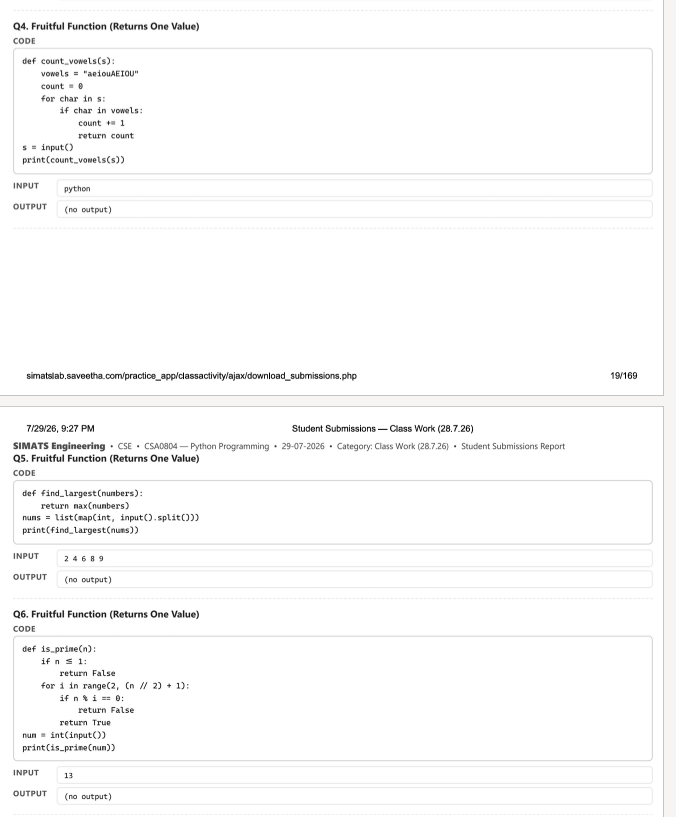 Q4. Fruitful Function (Returns One Value)
CODE
def count_vowels(s):
    vowels = "aeiouAEIOU"
    count = 0
    for char in s:
        if char in vowels:
            count += 1
            return count
s = input()
print(count_vowels(s))
INPUT python
OUTPUT (no output)
simatslab.saveetha.com/practice_app/classactivity/ajax/download_submissions.php 19/169
7/29/26, 9:27 PM Student Submissions — Class Work (28.7.26)
SIMATS Engineering • CSE • CSA0804 — Python Programming • 29-07-2026 • Category: Class Work (28.7.26) • Student Submissions Report
Q5. Fruitful Function (Returns One Value)
CODE
def find_largest(numbers):
    return max(numbers)
nums = list(map(int, input().split()))
print(find_largest(nums))
INPUT 2 4 6 8 9
OUTPUT (no output)
Q6. Fruitful Function (Returns One Value)
CODE
def is_prime(n):
    if n ≤ 1:
        return False
    for i in range(2, (n // 2) + 1):
        if n % i == 0:
            return False
        return True
num = int(input())
print(is_prime(num))
INPUT 13
OUTPUT (no output)